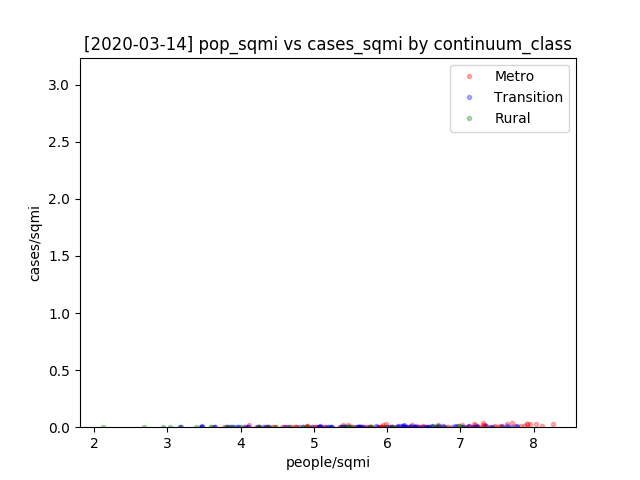 [2020-03-14] pop_sqmi vs cases_sqmi by continuum_class
Metro
Transition
Rural
3.0
2.5
2.0
1.5
1.0
0.5
0.0
cases/sqmi
2 3 4 5 6 7 8
people/sqmi